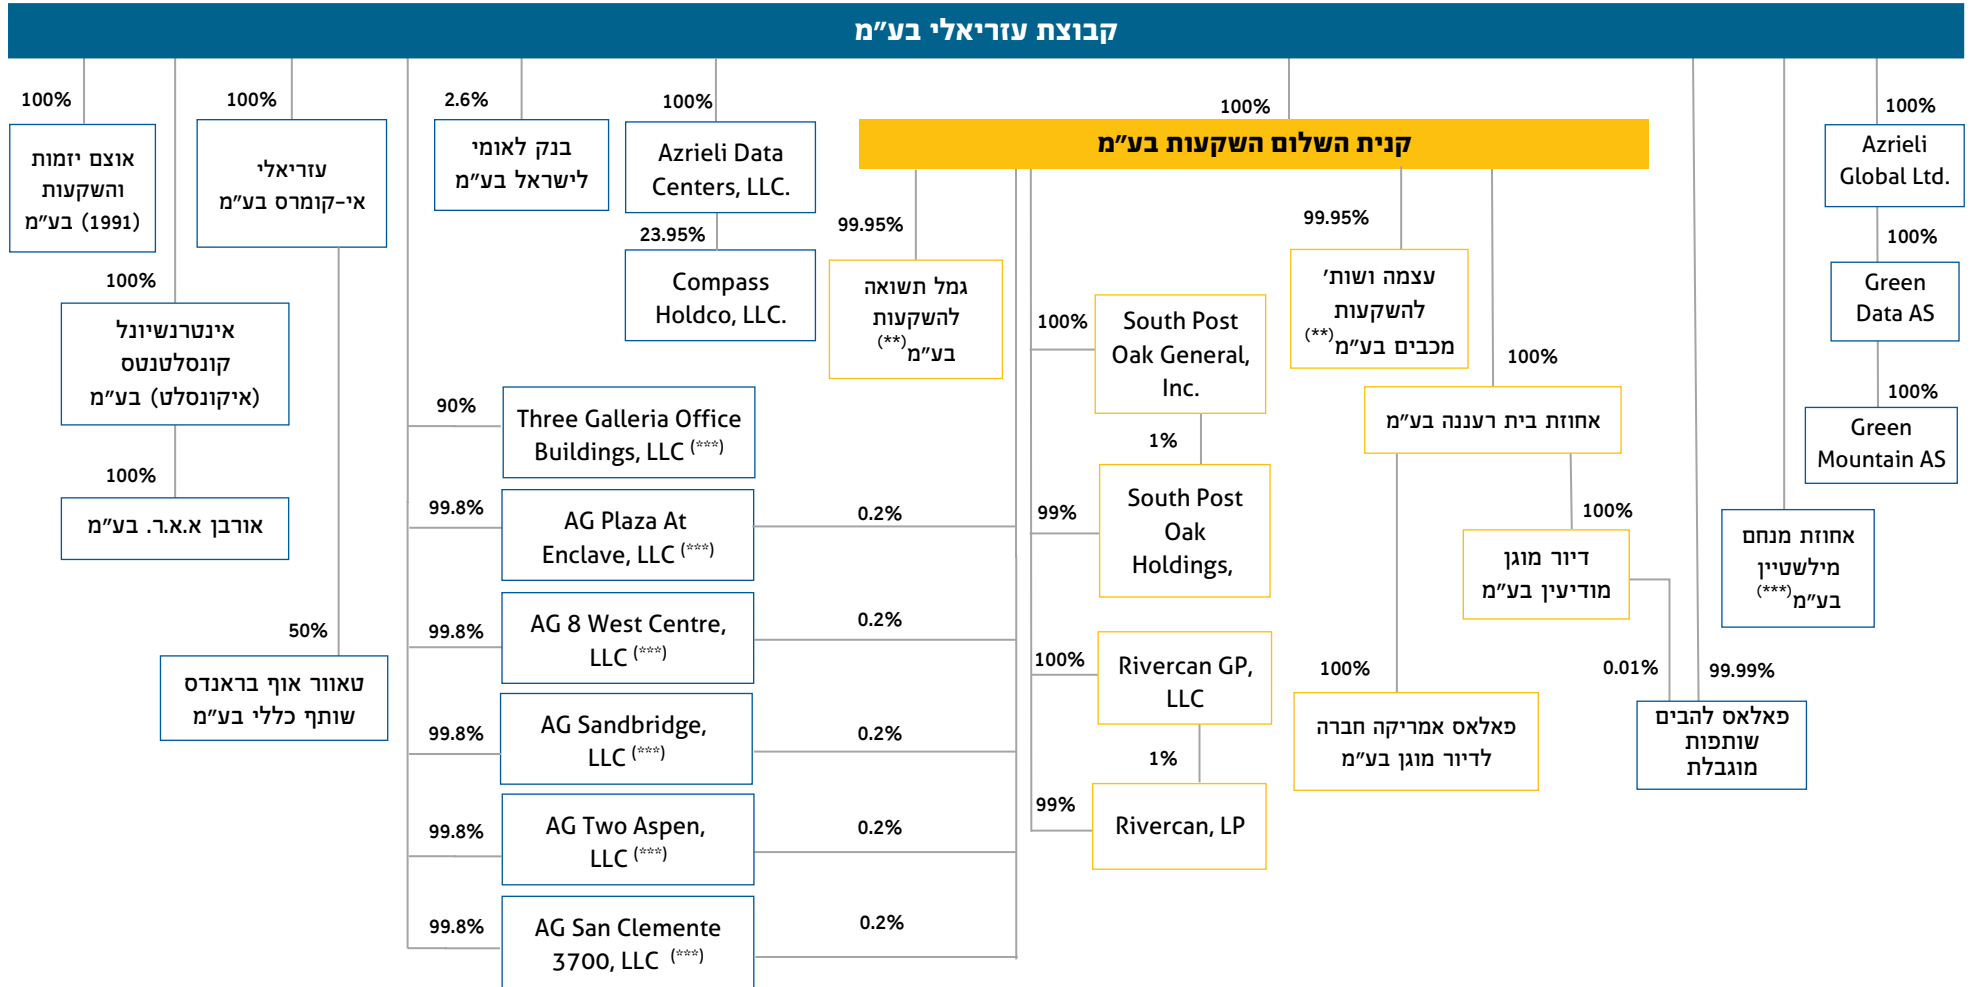 קבוצת עזריאלי בע״מ
100%
100%
2.6%
100%
100%
100%
אוצם יזמות
והשקעות
(1991) בע״מ
עזריאלי
אי-קומרס בע״מ
בנק לאומי
לישראל בע״מ
Azrieli Data
Centers, LLC.
קנית השלום השקעות בע״מ
Azrieli
Global Ltd.
99.95%
23.95%
99.95%
100%
100%
Compass
Holdco, LLC.
גמל תשואה
להשקעות
בע״מ(**)
עצמה ושות׳
להשקעות
מכבים בע״מ(**)
Green
Data AS
אינטרנשיונל
קונסלטנטס
(איקונסלט) בע״מ
100%
South Post
Oak General,
Inc.
100%
100%
90%
Three Galleria Office
Buildings, LLC (***)
1%
אחוזת בית רעננה בע״מ
Green
Mountain AS
100%
אורבן א.א.ר. בע״מ
99.8%
AG Plaza At
Enclave, LLC (***)
0.2%
99%
South Post
Oak
Holdings,
100%
דיור מוגן
מודיעין בע״מ
אחוזת מנחם
מילשטיין
בע״מ(***)
50%
טאוור אוף בראנדס
שותף כללי בע״מ
99.8%
AG 8 West Centre,
LLC (***)
0.2%
100%
Rivercan GP,
LLC
100%
0.01%
99.99%
פאלאס אמריקה חברה
לדיור מוגן בע״מ
פאלאס להבים
שותפות
מוגבלת
99.8%
AG Sandbridge,
LLC (***)
0.2%
1%
99%
Rivercan, LP
99.8%
AG Two Aspen,
LLC (***)
0.2%
99.8%
AG San Clemente
3700, LLC (***)
0.2%